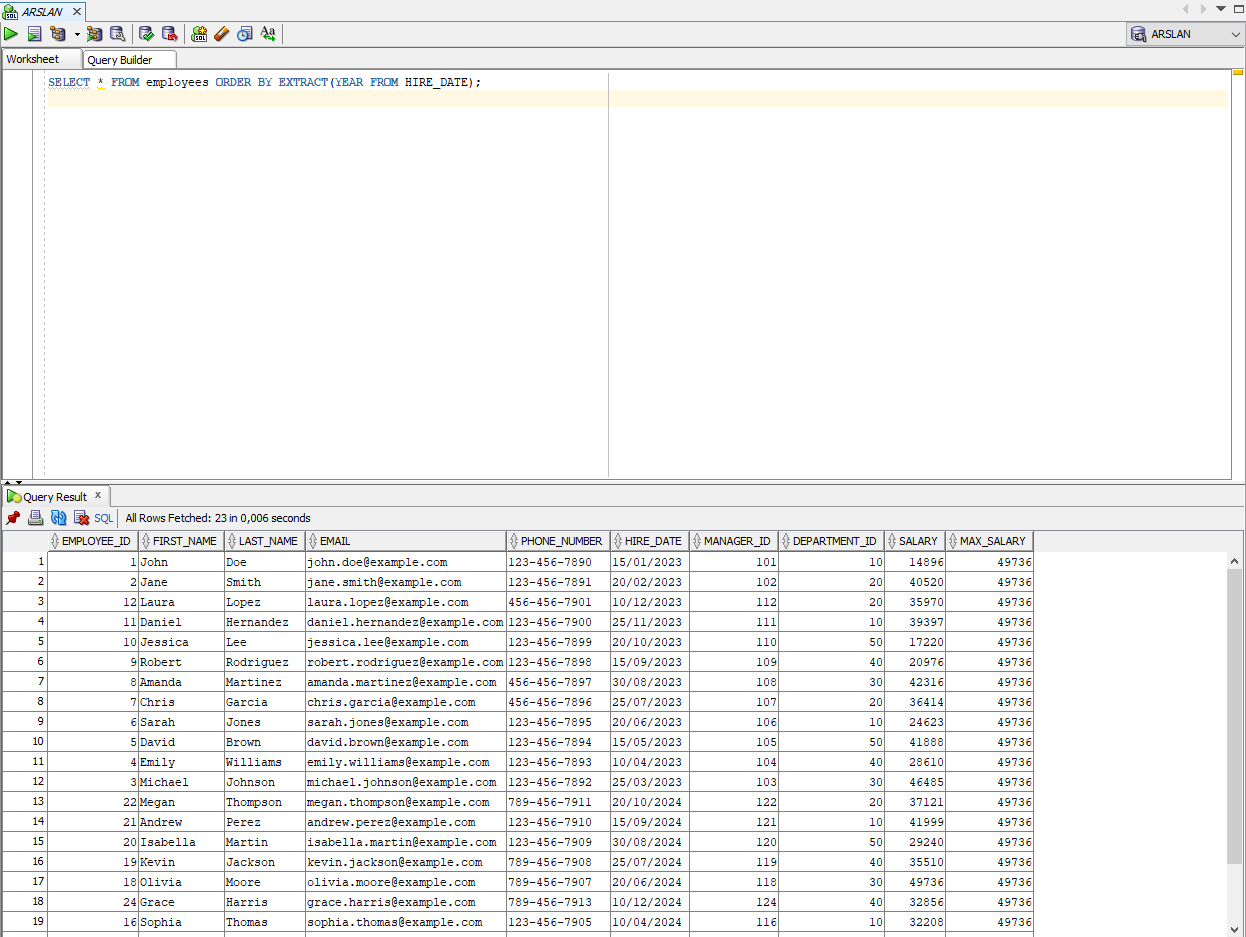 ARSLAN
ARSLAN
Worksheet Query Builder
SELECT * FROM employees ORDER BY EXTRACT(YEAR FROM HIRE_DATE);
Query Result
SQL All Rows Fetched: 23 in 0,006 seconds
EMPLOYEE_ID FIRST_NAME LAST_NAME EMAIL PHONE_NUMBER HIRE_DATE MANAGER_ID DEPARTMENT_ID SALARY MAX_SALARY
1 1 John Doe john.doe@example.com 123-456-7890 15/01/2023 101 10 14896 49736
2 2 Jane Smith jane.smith@example.com 123-456-7891 20/02/2023 102 20 40520 49736
3 12 Laura Lopez laura.lopez@example.com 456-456-7901 10/12/2023 112 20 35970 49736
4 11 Daniel Hernandez daniel.hernandez@example.com 123-456-7900 25/11/2023 111 10 39397 49736
5 10 Jessica Lee jessica.lee@example.com 123-456-7899 20/10/2023 110 50 17220 49736
6 9 Robert Rodriguez robert.rodriguez@example.com 123-456-7898 15/09/2023 109 40 20976 49736
7 8 Amanda Martinez amanda.martinez@example.com 456-456-7897 30/08/2023 108 30 42316 49736
8 7 Chris Garcia chris.garcia@example.com 456-456-7896 25/07/2023 107 20 36414 49736
9 6 Sarah Jones sarah.jones@example.com 123-456-7895 20/06/2023 106 10 24623 49736
10 5 David Brown david.brown@example.com 123-456-7894 15/05/2023 105 50 41888 49736
11 4 Emily Williams emily.williams@example.com 123-456-7893 10/04/2023 104 40 28610 49736
12 3 Michael Johnson michael.johnson@example.com 123-456-7892 25/03/2023 103 30 46485 49736
13 22 Megan Thompson megan.thompson@example.com 789-456-7911 20/10/2024 122 20 37121 49736
14 21 Andrew Perez andrew.perez@example.com 123-456-7910 15/09/2024 121 10 41999 49736
15 20 Isabella Martin isabella.martin@example.com 123-456-7909 30/08/2024 120 50 29240 49736
16 19 Kevin Jackson kevin.jackson@example.com 789-456-7908 25/07/2024 119 40 35510 49736
17 18 Olivia Moore olivia.moore@example.com 789-456-7907 20/06/2024 118 30 49736 49736
18 24 Grace Harris grace.harris@example.com 789-456-7913 10/12/2024 124 40 32856 49736
19 16 Sophia Thomas sophia.thomas@example.com 123-456-7905 10/04/2024 116 10 32208 49736